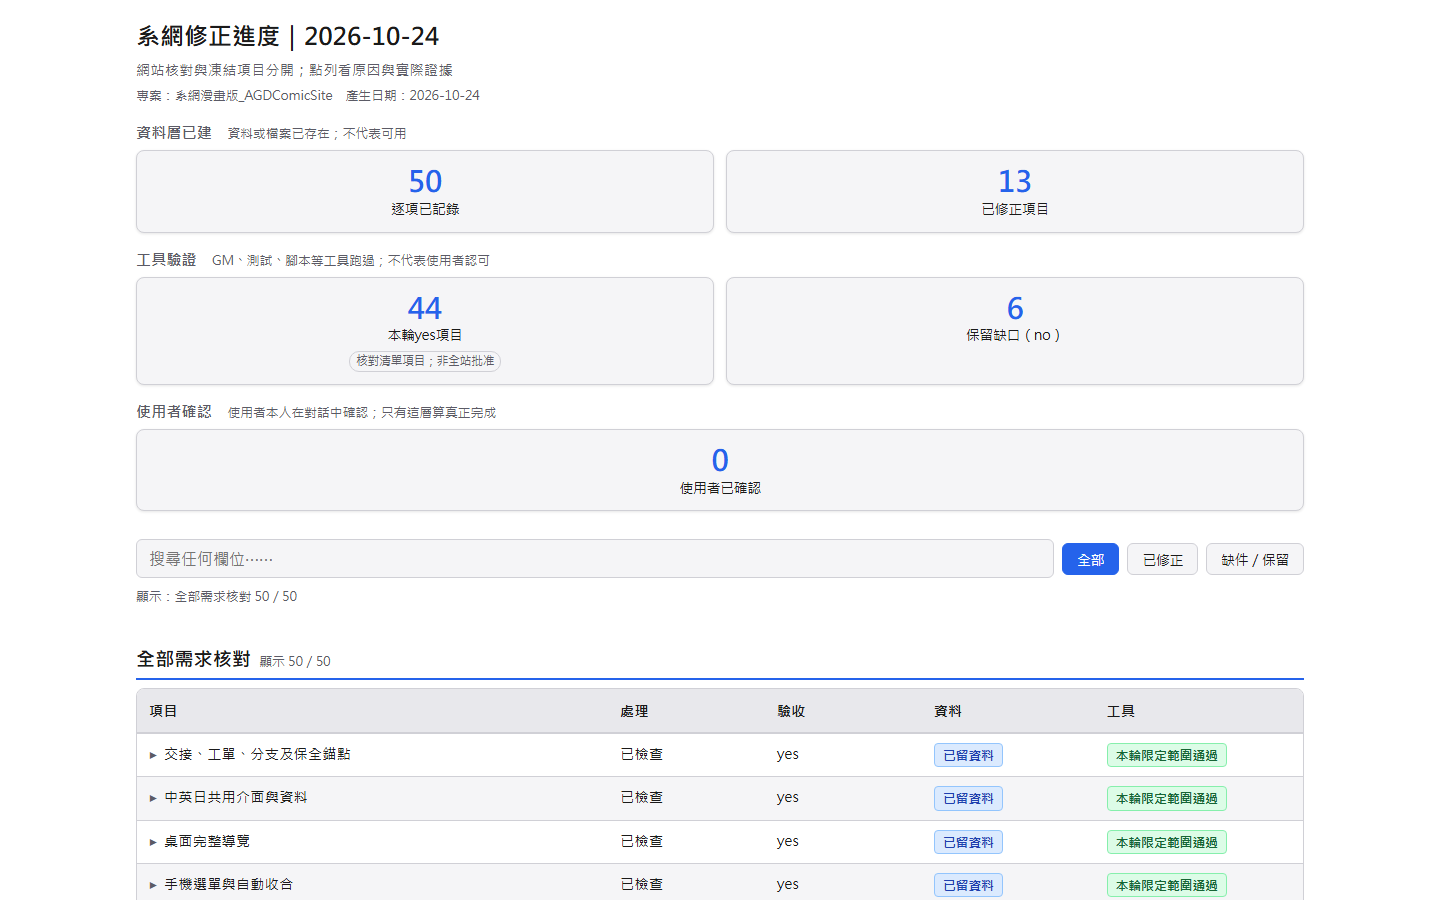 系網修正進度 | 2026-10-24
網站核對與凍結項目分開；點列看原因與實際證據
專案：系網漫畫版_AGDComicSite 產生日期：2026-10-24
資料層已建 資料或檔案已存在；不代表可用
50
逐項已記錄
13
已修正項目
工具驗證 GM、測試、腳本等工具跑過；不代表使用者認可
44
本輪yes項目
核對清單項目；非全站批准
6
保留缺口（no）
使用者確認 使用者本人在對話中確認；只有這層算真正完成
0
使用者已確認
搜尋任何欄位……
全部
已修正
缺件 / 保留
顯示：全部需求核對 50 / 50
全部需求核對 顯示 50 / 50
項目 處理 驗收 資料 工具
▸ 交接、工單、分支及保全錨點 已檢查 yes 已留資料 本輪限定範圍通過
▸ 中英日共用介面與資料 已檢查 yes 已留資料 本輪限定範圍通過
▸ 桌面完整導覽 已檢查 yes 已留資料 本輪限定範圍通過
▸ 手機選單與自動收合 已檢查 yes 已留資料 本輪限定範圍通過